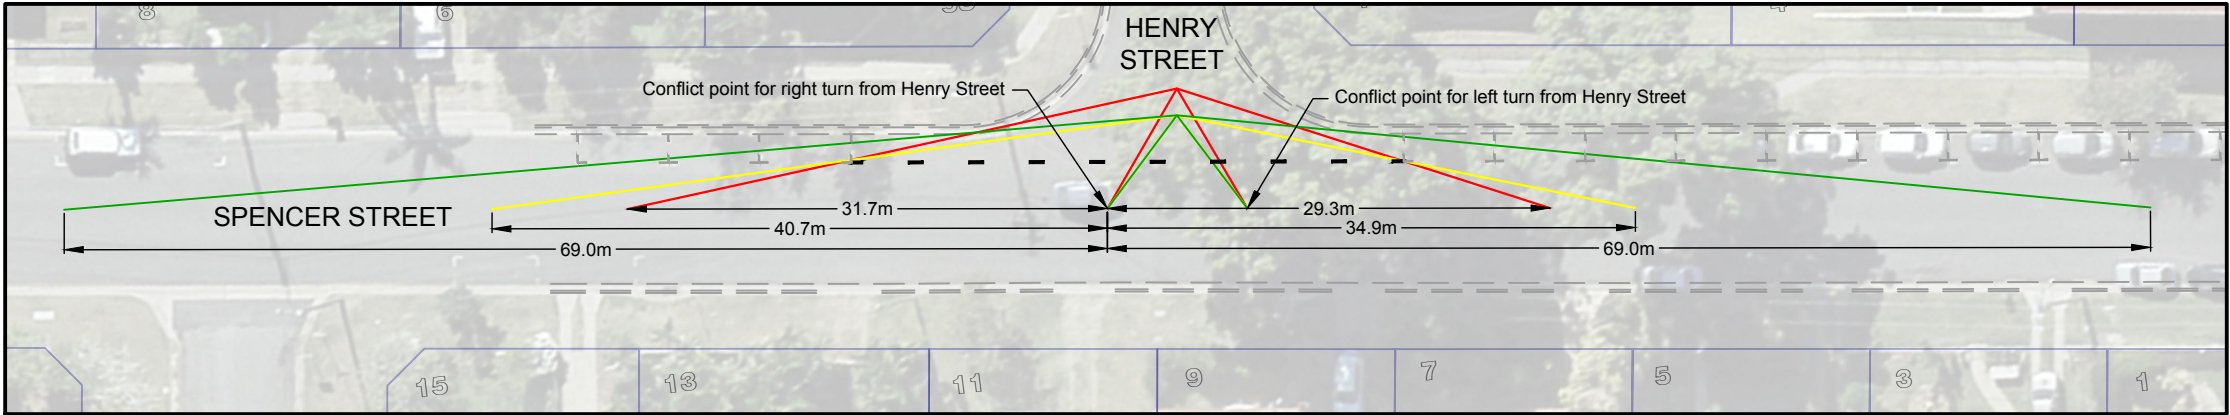 8
6
HENRY
STREET
4
Conflict point for right turn from Henry Street
Conflict point for left turn from Henry Street
SPENCER STREET
31.7m
29.3m
40.7m
34.9m
69.0m
69.0m
15
13
11
9
7
5
3
1